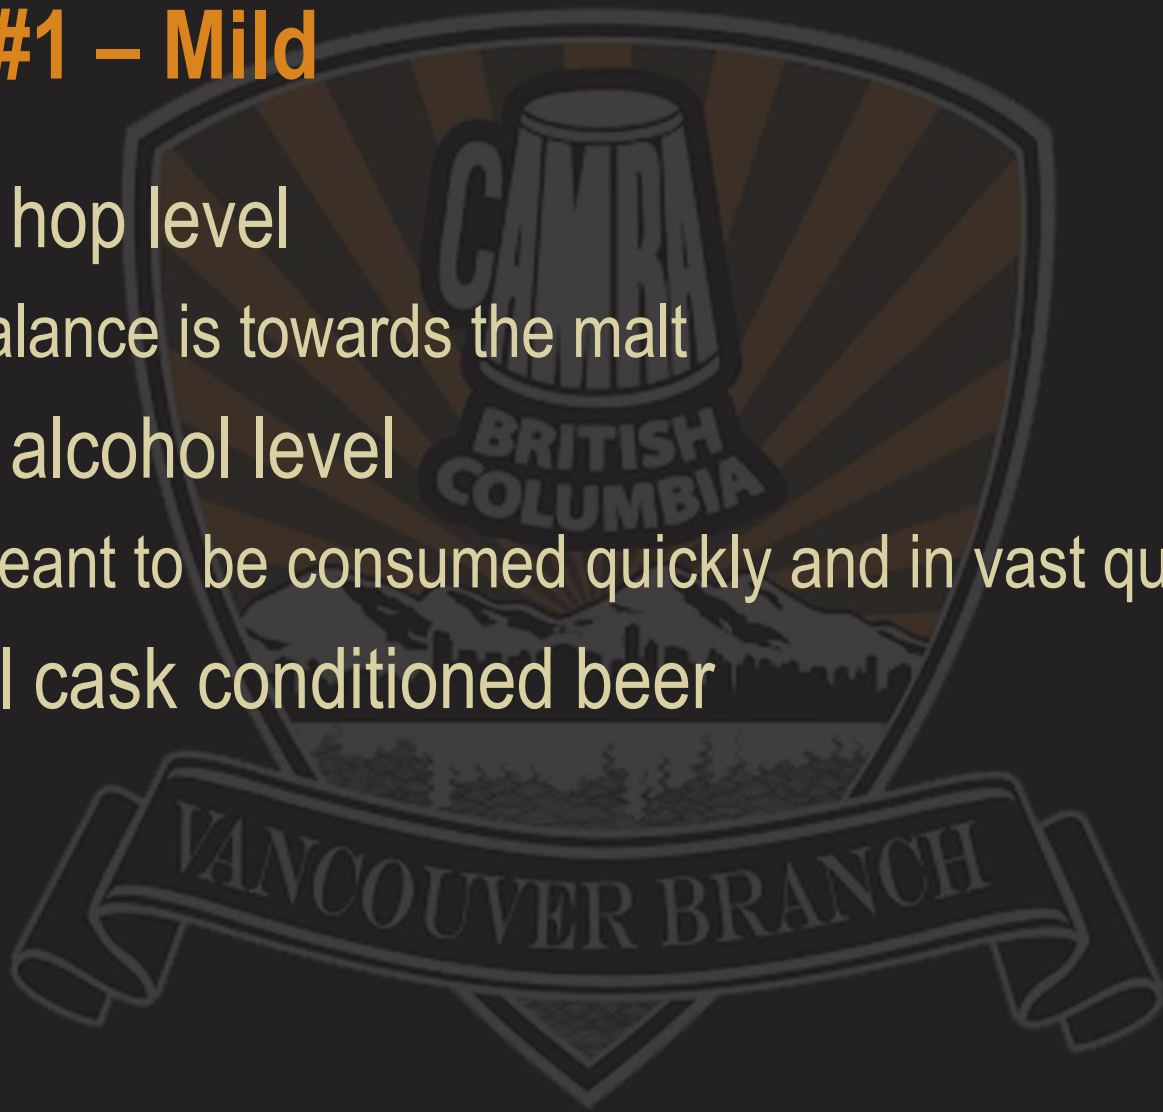 #1 – Mild
hop level
alance is towards the malt
alcohol level
eant to be consumed quickly and in vast qu
l cask conditioned beer
CAMRA
BRITISH
COLUMBIA
VANCOUVER BRANCH